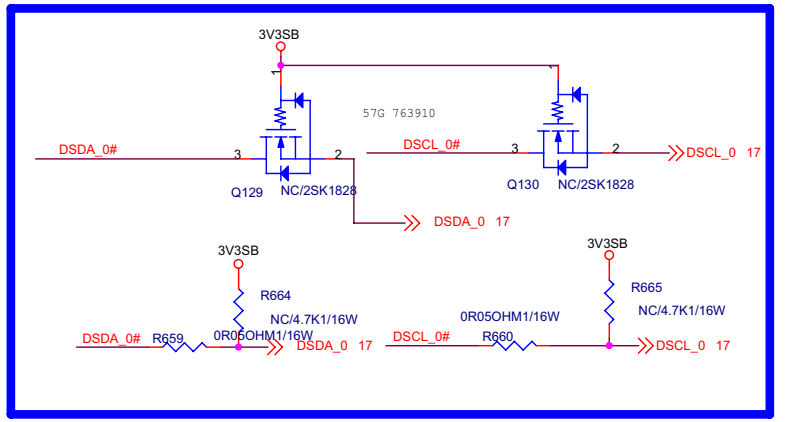 3V3SB
1
1
57G 763910
DSDA_0#
3
2
DSCL_0#
3
2
DSCL_0 17
Q129
NC/2SK1828
Q130
NC/2SK1828
DSDA_0 17
3V3SB
3V3SB
R664
R665
NC/4.7K1/16W
0R05OHM1/16W
NC/4.7K1/16W
DSDA_0#
R659
0R05OHM1/16W
DSDA_0 17
DSCL_0#
R660
DSCL_0 17